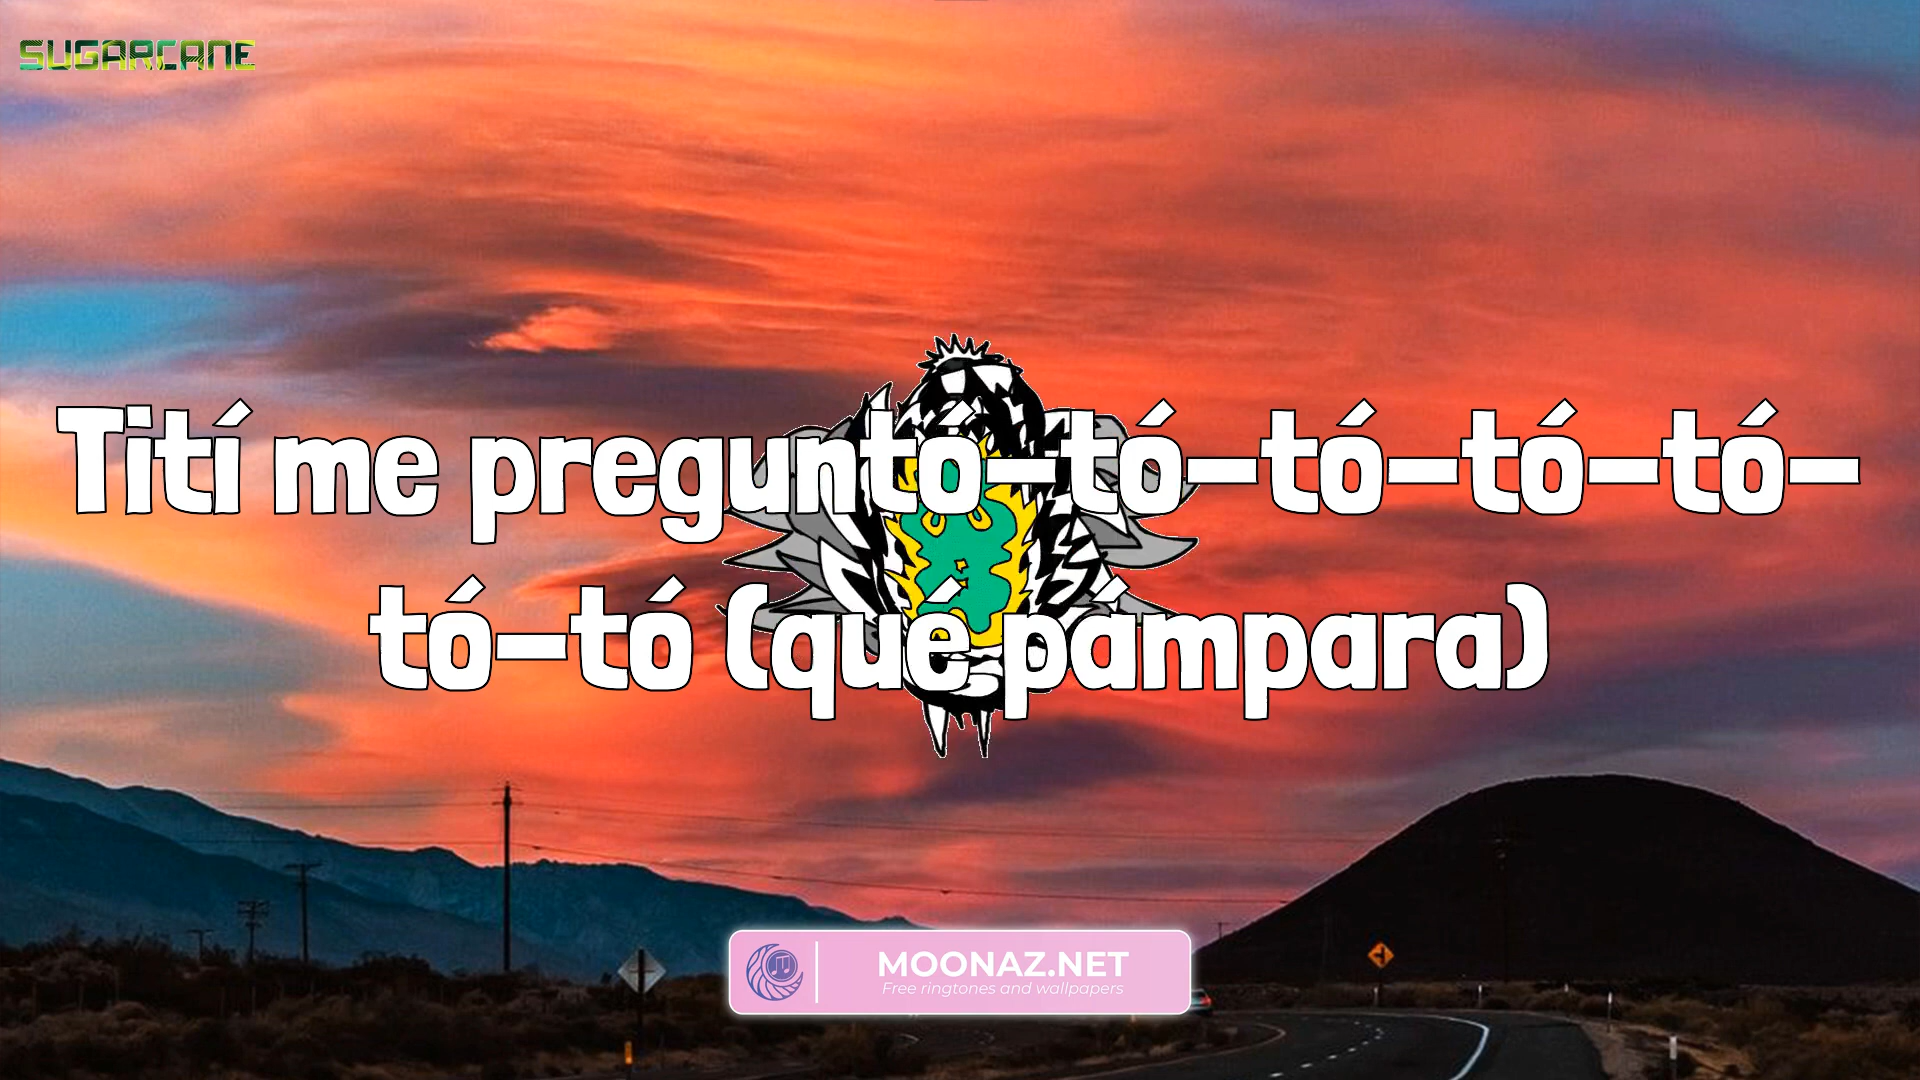 SUGARCANE
Tití me preguntó-tó-tó-tó-tó-
tó-tó (qué pámpara)
MOONAZ.NET
Free ringtones and wallpapers